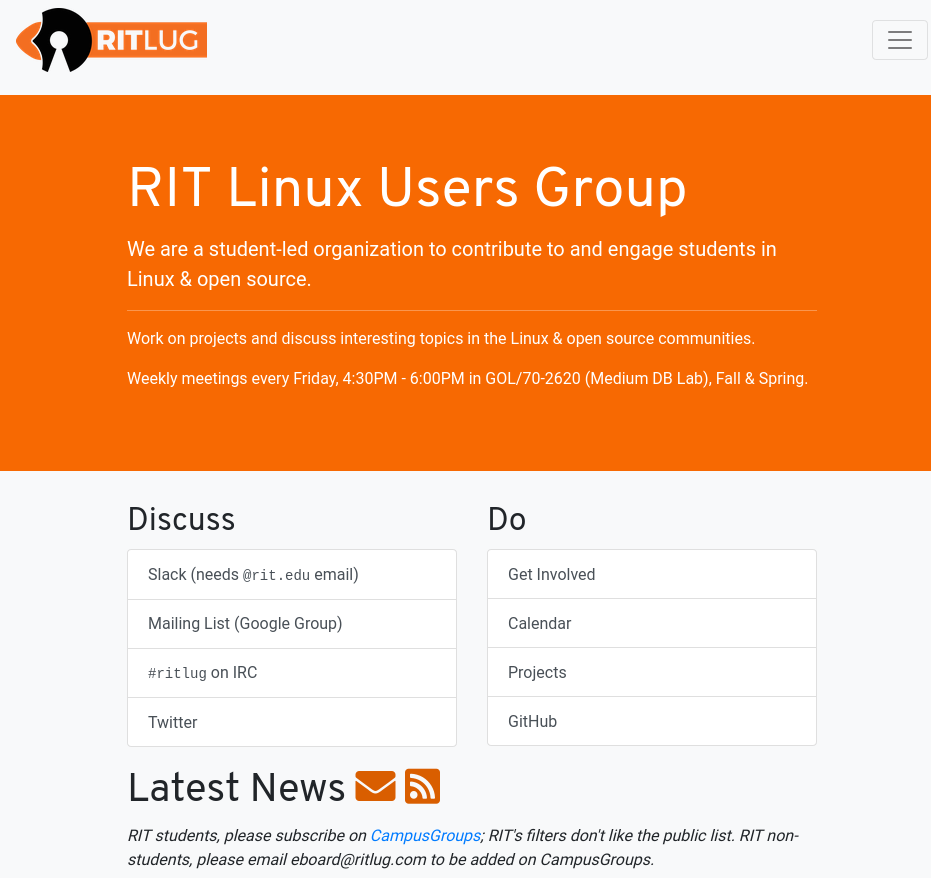 RITLUG
RIT Linux Users Group
We are a student-led organization to contribute to and engage students in
Linux & open source.
Work on projects and discuss interesting topics in the Linux & open source communities.
Weekly meetings every Friday, 4:30PM - 6:00PM in GOL/70-2620 (Medium DB Lab), Fall & Spring.
Discuss
Slack (needs @rit.edu email)
Mailing List (Google Group)
#ritlug on IRC
Twitter
Do
Get Involved
Calendar
Projects
GitHub
Latest News
RIT students, please subscribe on CampusGroups; RIT's filters don't like the public list. RIT non-
students, please email eboard@ritlug.com to be added on CampusGroups.